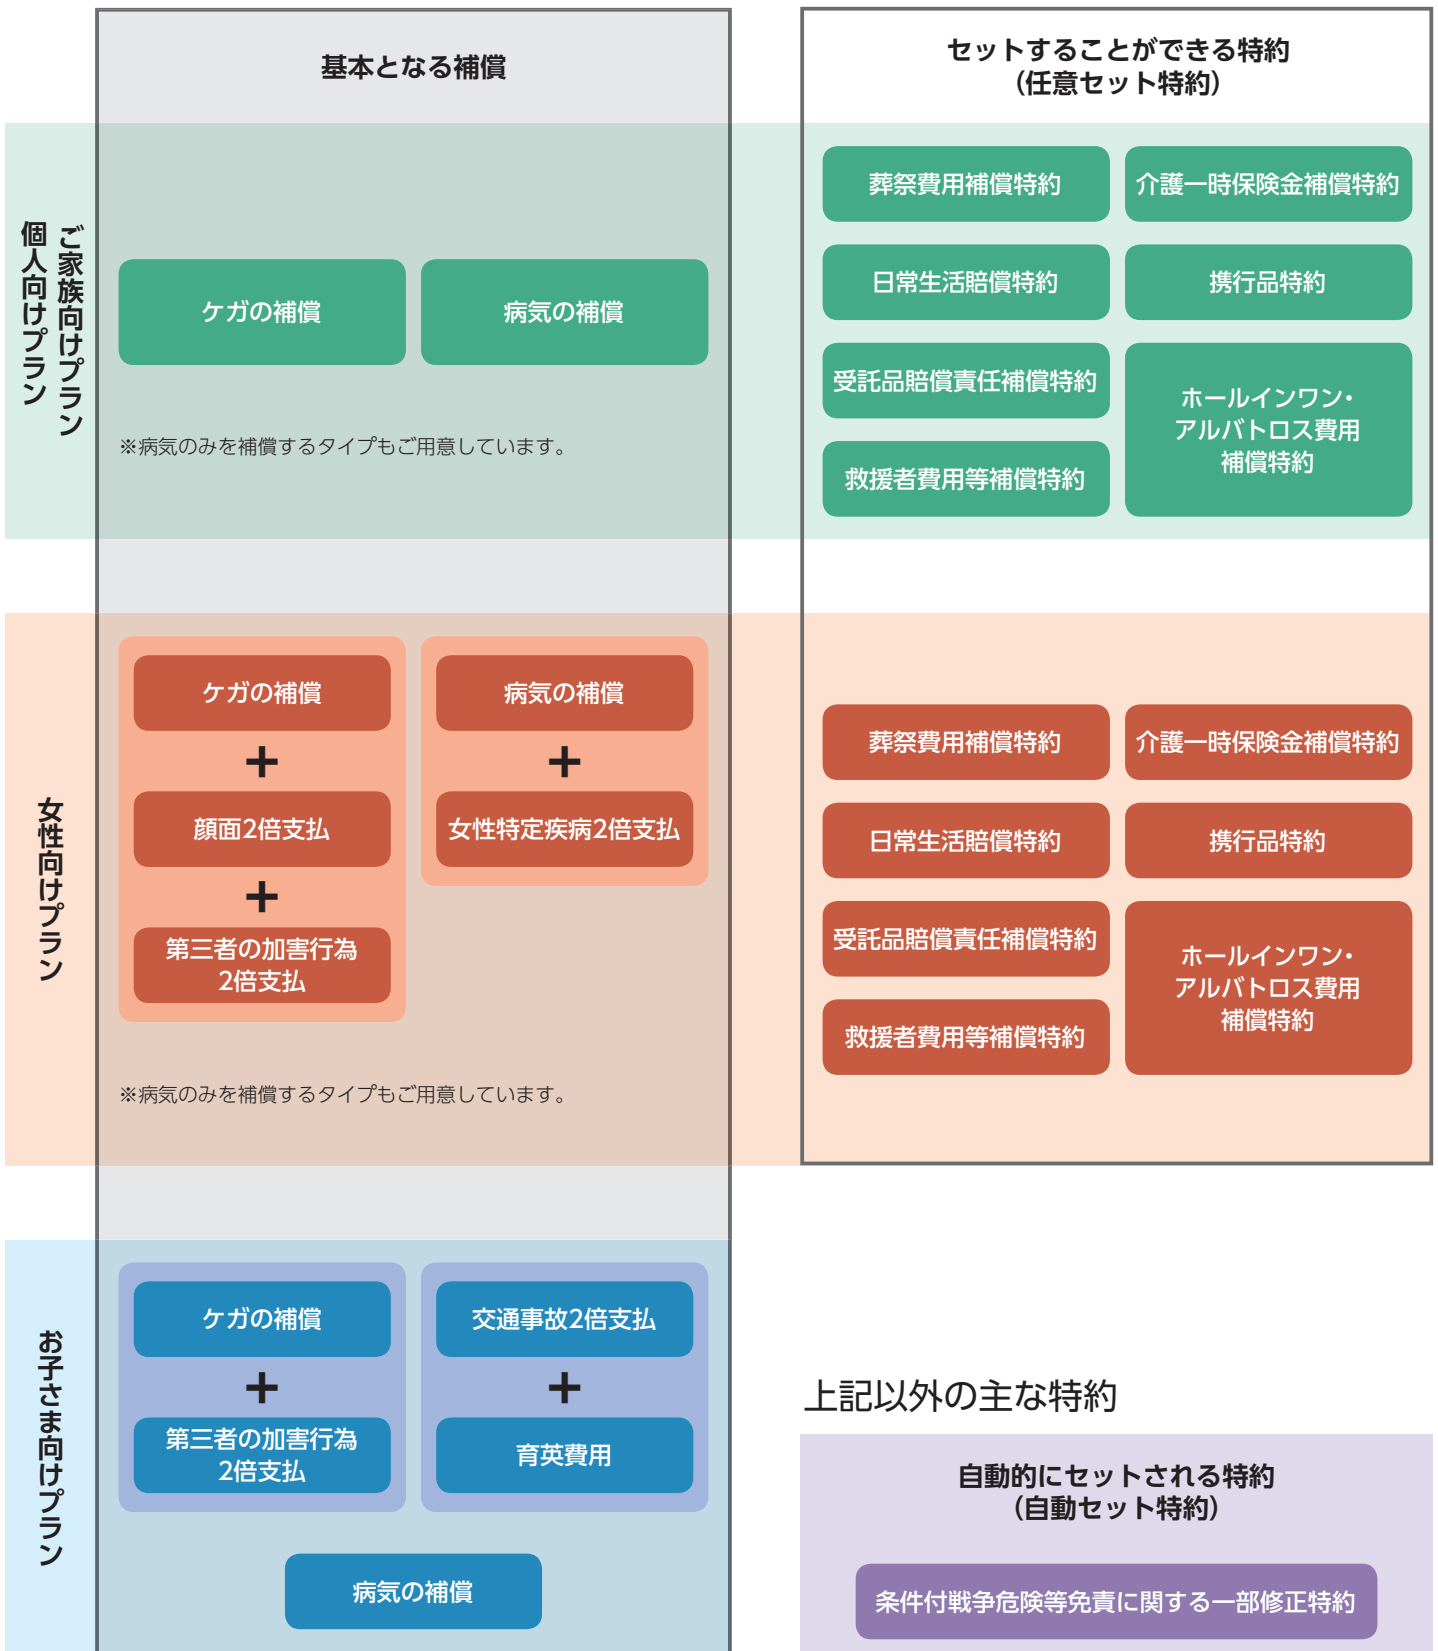 基本となる補償
セットすることができる特約
（任意セット特約）
ご家族向けプラン
個人向けプラン
ケガの補償
病気の補償
※病気のみを補償するタイプもご用意しています。
葬祭費用補償特約
介護一時保険金補償特約
日常生活賠償特約
携行品特約
受託品賠償責任補償特約
ホールインワン・
アルバトロス費用
補償特約
救援者費用等補償特約
女性向けプラン
ケガの補償
+
顔面2倍支払
+
第三者の加害行為
2倍支払
病気の補償
+
女性特定疾病2倍支払
※病気のみを補償するタイプもご用意しています。
葬祭費用補償特約
介護一時保険金補償特約
日常生活賠償特約
携行品特約
受託品賠償責任補償特約
ホールインワン・
アルバトロス費用
補償特約
救援者費用等補償特約
お子さま向けプラン
ケガの補償
+
第三者の加害行為
2倍支払
交通事故2倍支払
+
育英費用
病気の補償
上記以外の主な特約
自動的にセットされる特約
（自動セット特約）
条件付戦争危険等免責に関する一部修正特約